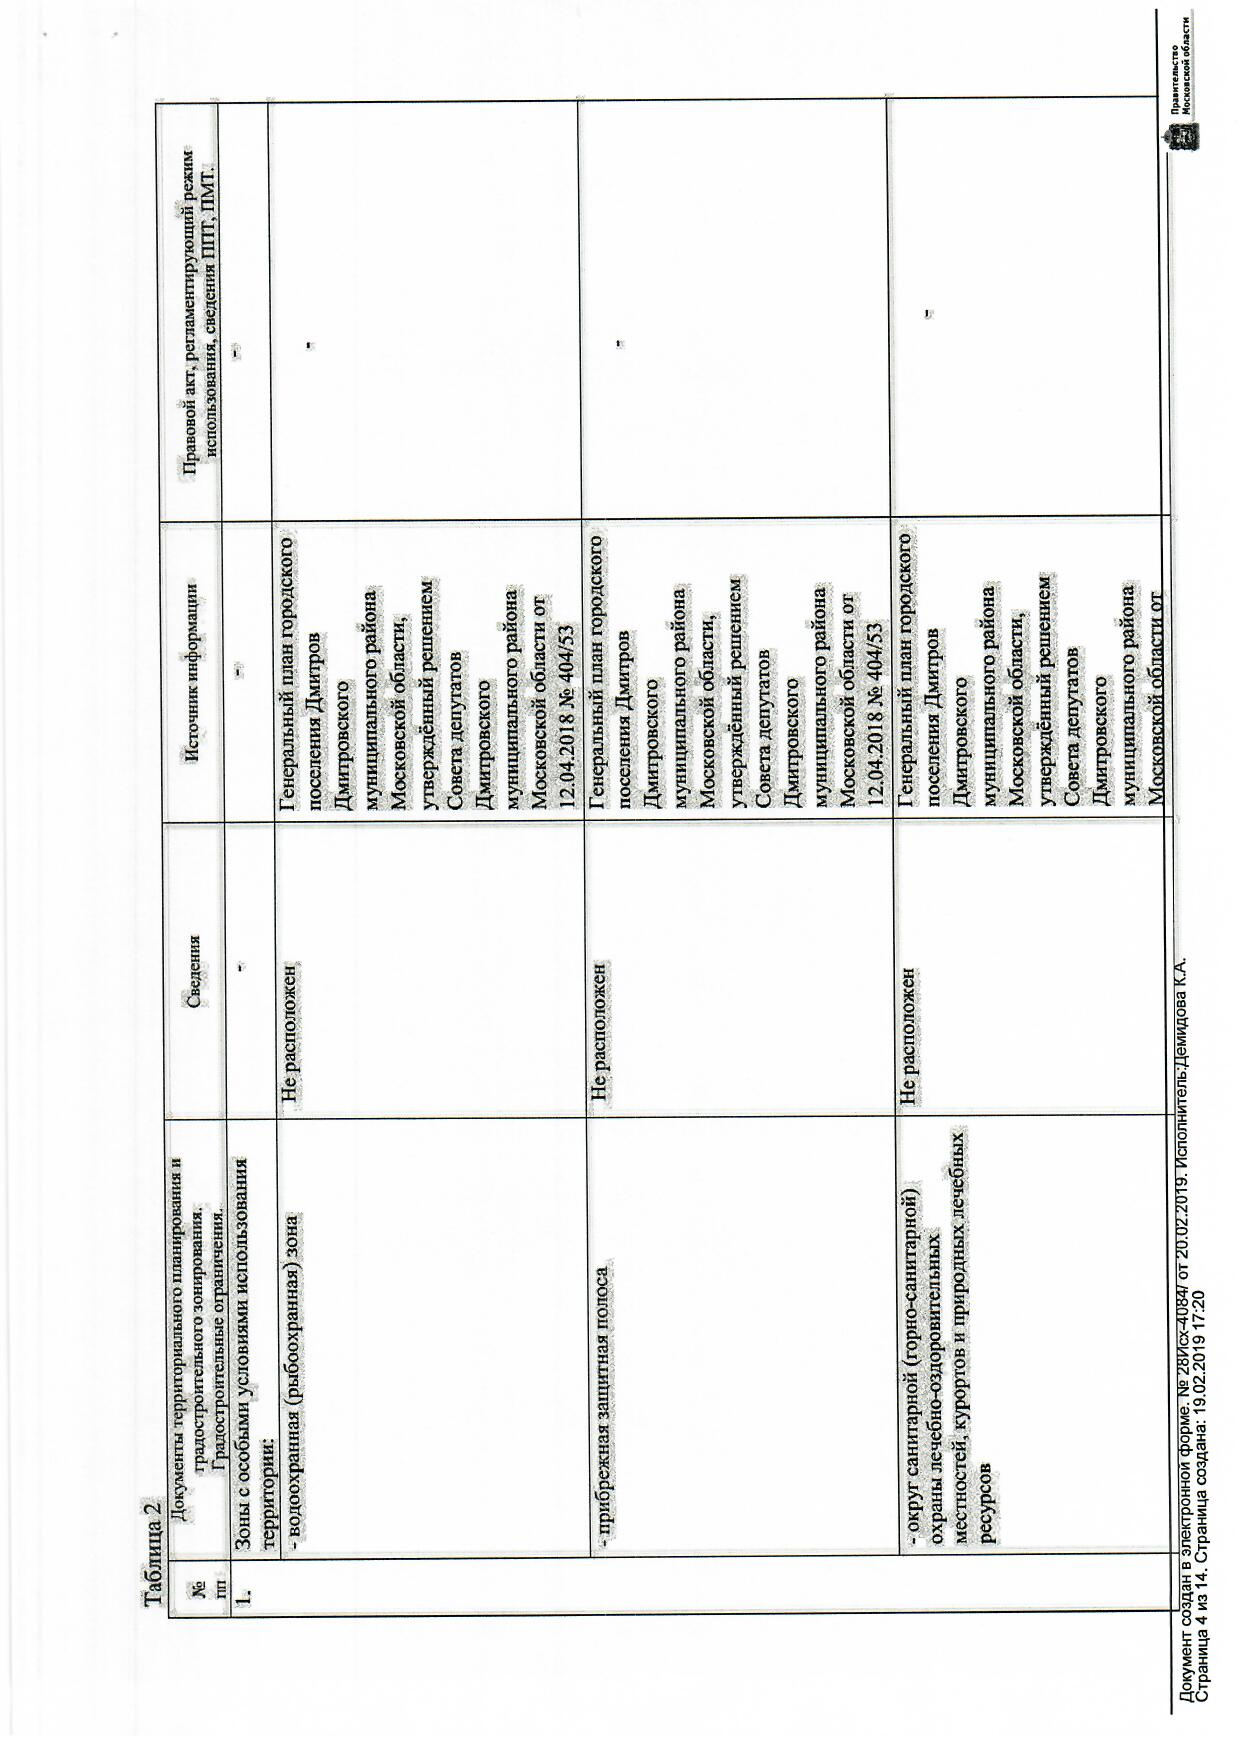 Таблица 2
№
пп
Документы территориального планирования и
градостроительного зонирования.
Градостроительные ограничения.
Сведения
Источник информации
Правовой акт, регламентирующий режим
использования, сведения ППТ, ПМТ.
1.
Зоны с особыми условиями использования
территории:
-
-
-
- водоохранная (рыбоохранная) зона
Не расположен
Генеральный план городского
поселения Дмитров
Дмитровского
муниципального района
Московской области,
утверждённый решением
Совета депутатов
Дмитровского
муниципального района
Московской области от
12.04.2018 № 404/53
-
- прибрежная защитная полоса
Не расположен
Генеральный план городского
поселения Дмитров
Дмитровского
муниципального района
Московской области,
утверждённый решением
Совета депутатов
Дмитровского
муниципального района
Московской области от
12.04.2018 № 404/53
-
- округ санитарной (горно-санитарной)
охраны лечебно-оздоровительных
местностей, курортов и природных лечебных
ресурсов
Не расположен
Генеральный план городского
поселения Дмитров
Дмитровского
муниципального района
Московской области,
утверждённый решением
Совета депутатов
Дмитровского
муниципального района
Московской области от
-
Документ создан в электронной форме. № 28Исх-4084/ от 20.02.2019. Исполнитель:Демидова К.А.
Страница 4 из 14. Страница создана: 19.02.2019 17:20
Правительство
Московской области